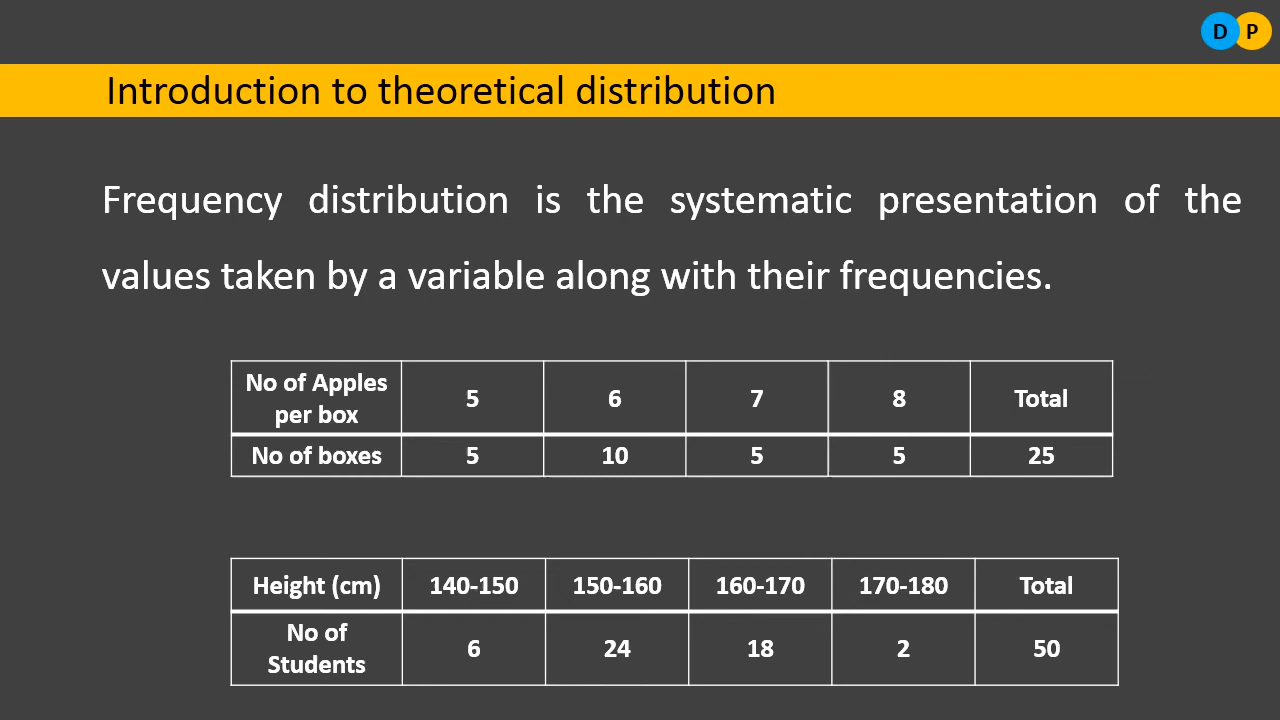 D P
Introduction to theoretical distribution
Frequency distribution is the systematic presentation of the
values taken by a variable along with their frequencies.
No of Apples
per box 5 6 7 8 Total
No of boxes 5 10 5 5 25
Height (cm) 140-150 150-160 160-170 170-180 Total
No of
Students 6 24 18 2 50